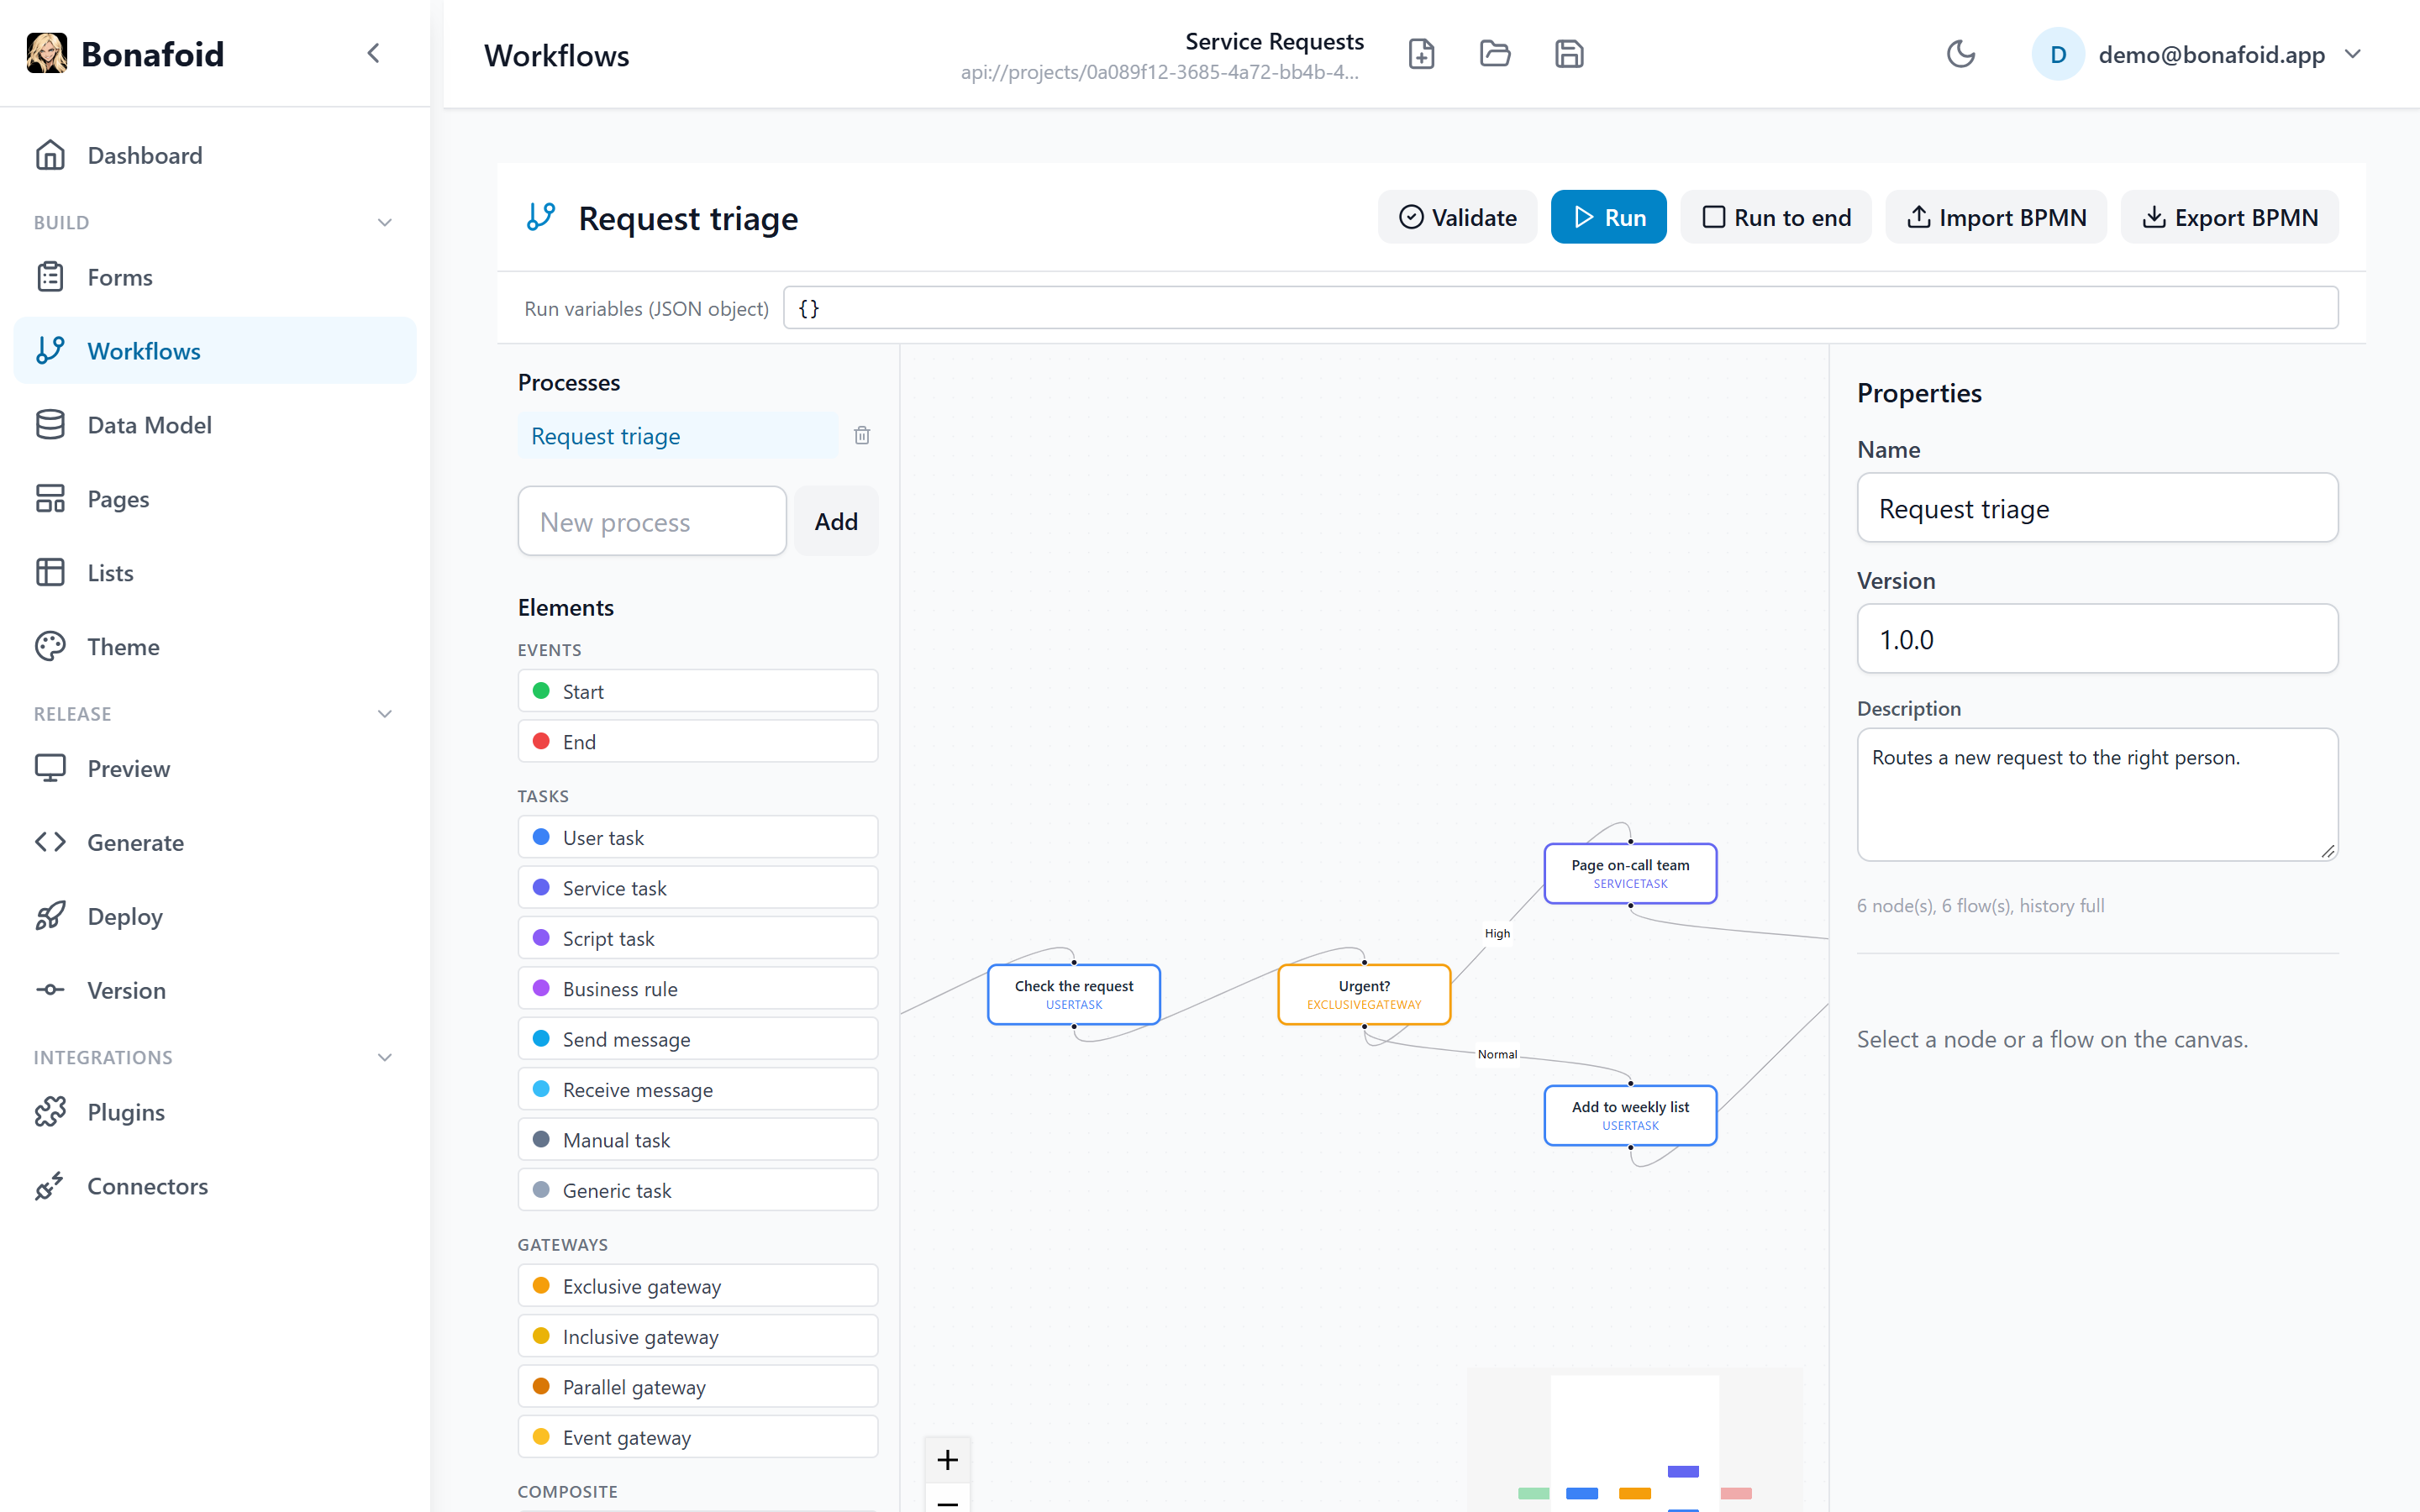 Bonafoid
Dashboard
BUILD
Forms
Workflows
Data Model
Pages
Lists
Theme
RELEASE
Preview
Generate
Deploy
Version
INTEGRATIONS
Plugins
Connectors
Workflows
Service Requests
api://projects/0a089f12-3685-4a72-bb4b-4...
D
demo@bonafoid.app
Request triage
Validate
Run
Run to end
Import BPMN
Export BPMN
Run variables (JSON object)
{}
Processes
Request triage
New process
Add
Elements
EVENTS
Start
End
TASKS
User task
Service task
Script task
Business rule
Send message
Receive message
Manual task
Generic task
GATEWAYS
Exclusive gateway
Inclusive gateway
Parallel gateway
Event gateway
COMPOSITE
Check the request
USERTASK
Urgent?
EXCLUSIVEGATEWAY
High
Normal
Page on-call team
SERVICETASK
Add to weekly list
USERTASK
Properties
Name
Request triage
Version
1.0.0
Description
Routes a new request to the right person.
6 node(s), 6 flow(s), history full
Select a node or a flow on the canvas.